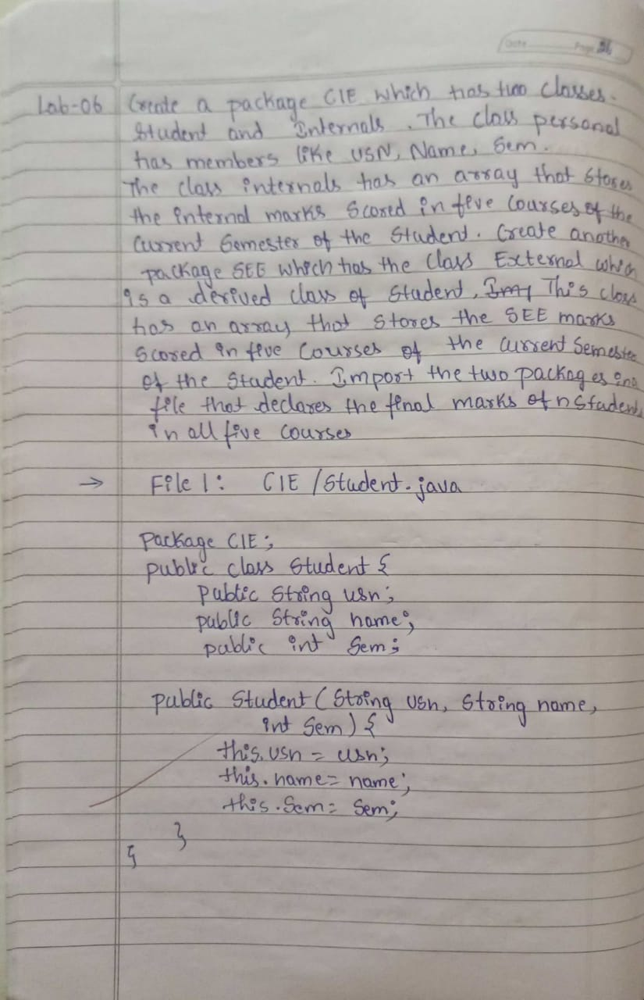 Date Page 26
Lab-06 Create a package CIE which has two classes-
Student and Internals. The class personal
has members like USN, Name, Sem.
The class internals has an array that stores
the internal marks scored in five courses of the
current semester of the student. Create another
package SEE which has the class External which
is a derived class of Student. This class
has an array that stores the SEE marks
scored in five courses of the current semester
of the student. Import the two packages in a
file that declares the final marks of n students
in all five courses
→ File 1: CIE /Student.java
package CIE;
public class Student {
public String usn;
public String name;
public int Sem;
public Student (String usn, String name,
int Sem) {
this.usn = usn;
this.name = name;
this.Sem = Sem;
}
}